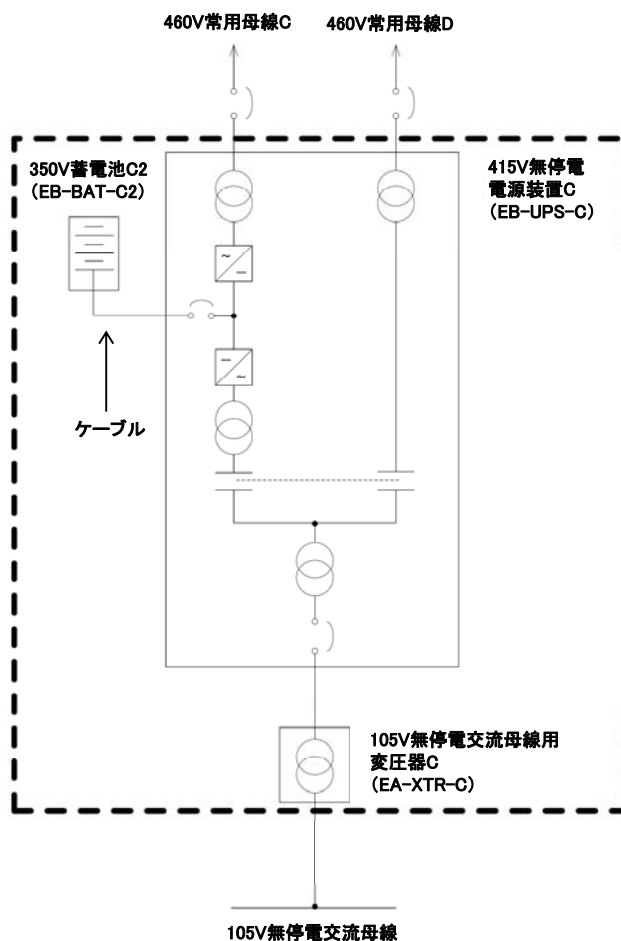 460V常用母線C
460V常用母線D
350V蓄電池C2
(EB-BAT-C2)
415V無停電
電源装置C
(EB-UPS-C)
ケーブル
105V無停電交流母線用
変圧器C
(EA-XTR-C)
105V無停電交流母線